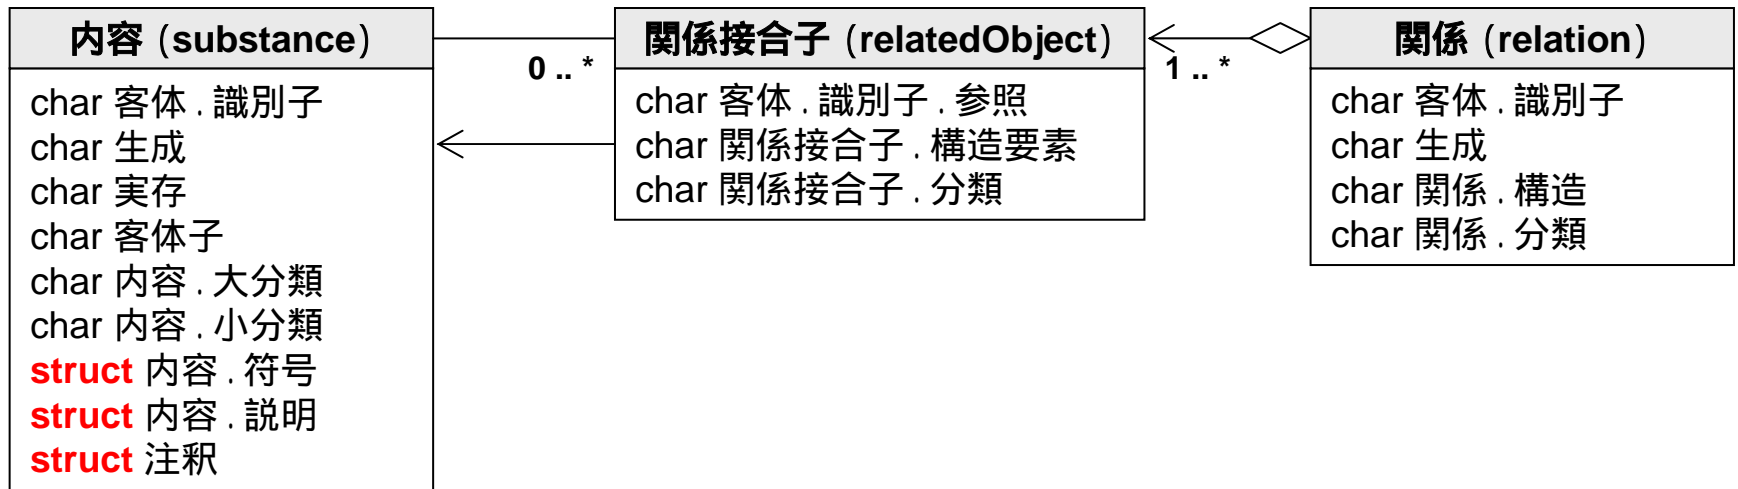 内容 (substance)
char 客体 . 識別子
char 生成
char 実存
char 客体子
char 内容 . 大分類
char 内容 . 小分類
struct 内容 . 符号
struct 内容 . 説明
struct 注釈
0 .. *
関係接合子 (relatedObject)
char 客体 . 識別子 . 参照
char 関係接合子 . 構造要素
char 関係接合子 . 分類
1 .. *
関係 (relation)
char 客体 . 識別子
char 生成
char 関係 . 構造
char 関係 . 分類